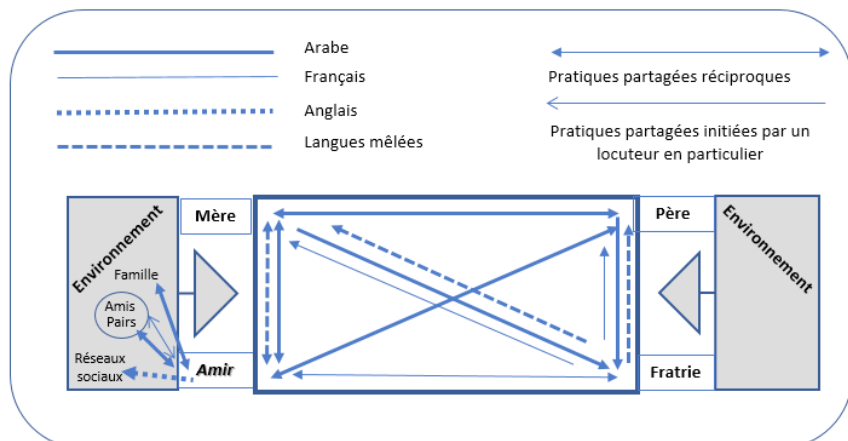 Arabe
Français
Anglais
Langues mêlées
Pratiques partagées réciproques
Pratiques partagées initiées par un
locuteur en particulier
Environnement
Mère
Père
Environnement
Famille
Amis
Pairs
Réseaux
sociaux
Amir
Fratrie